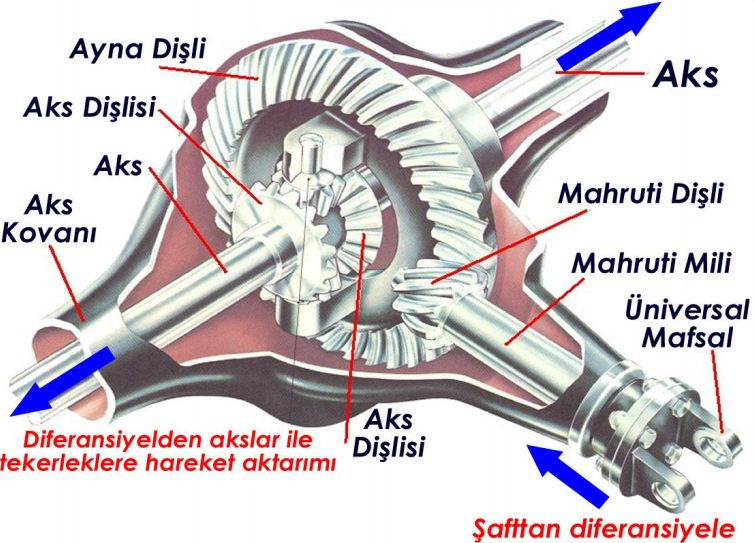 Ayna Dişli
Aks Dişlisi
Aks
Aks
Kovanı
Aks
Mahruti Dişli
Mahruti Mili
Üniversal
Mafsal
Aks
Dişlisi
Diferansiyelden akslar ile
tekerleklere hareket aktarımı
Şafttan diferansiyele